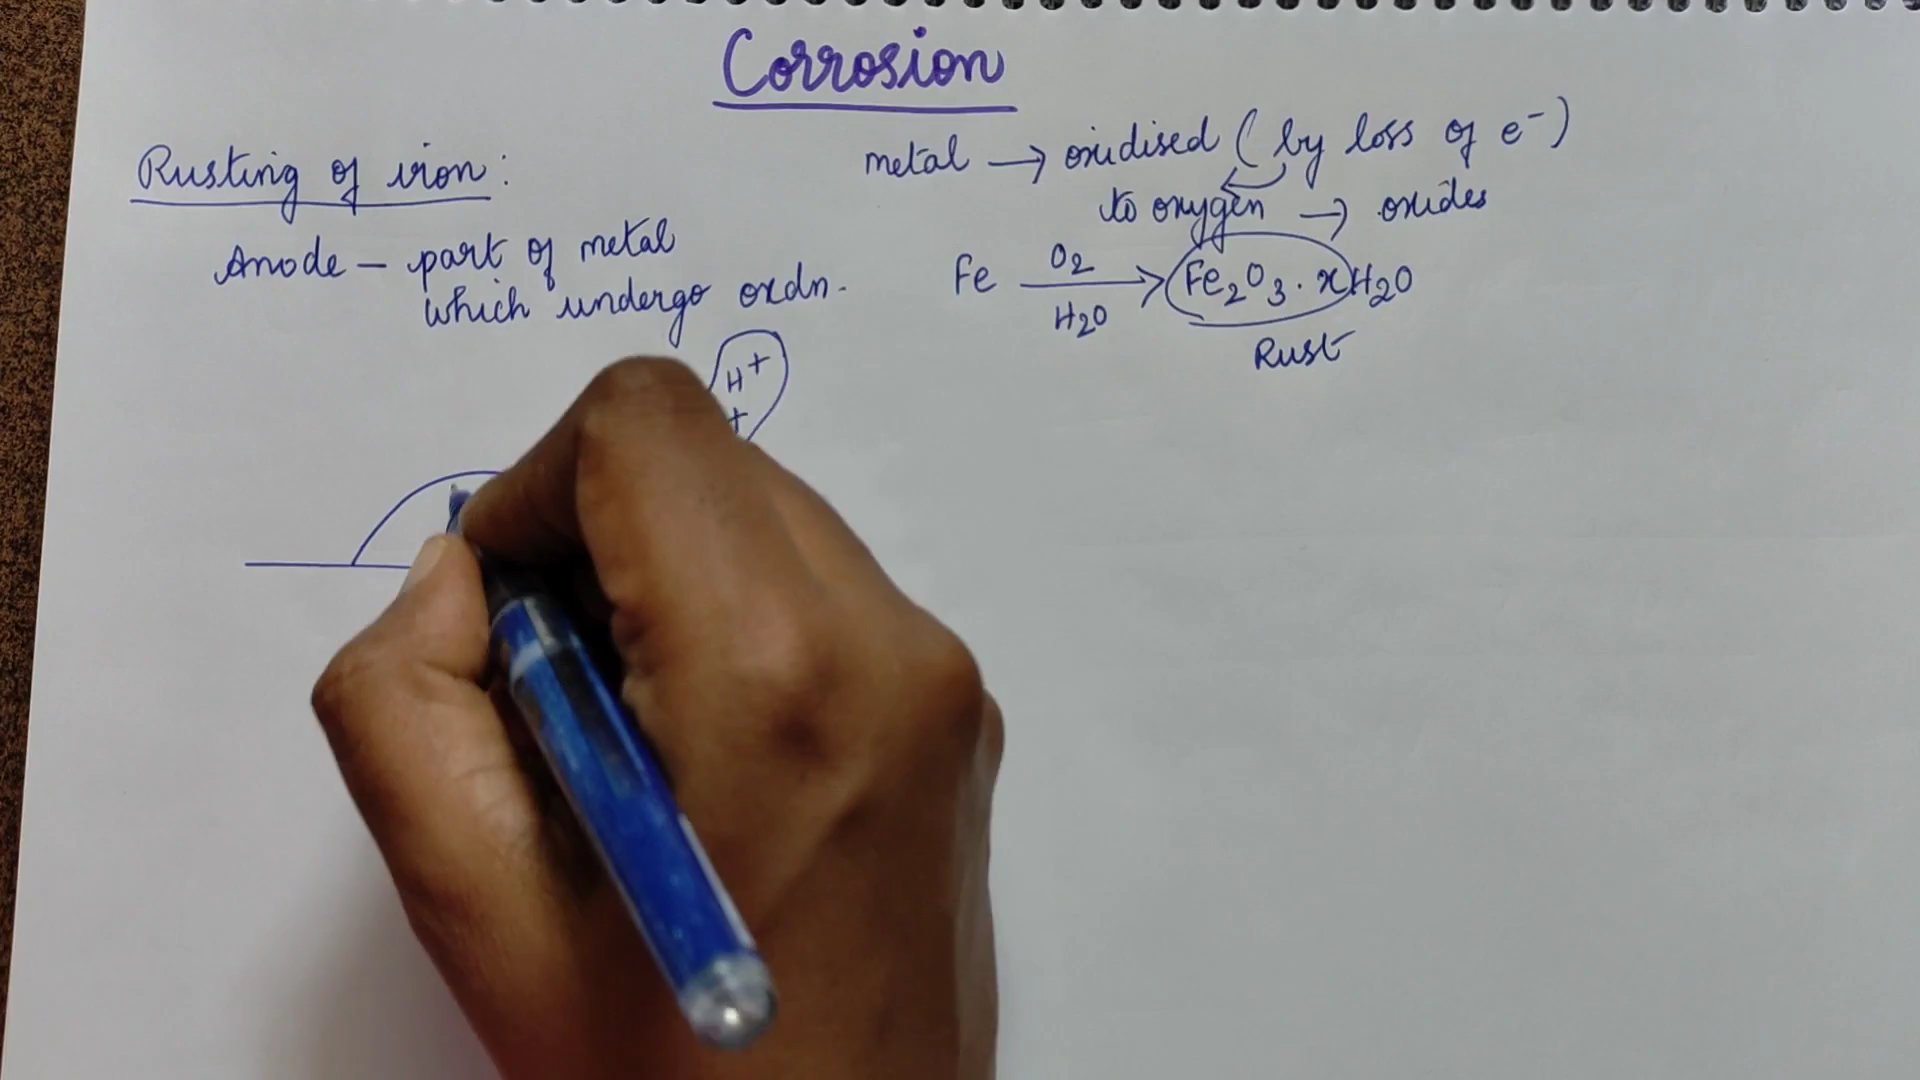 Corrosion
Rusting of iron:
Anode – part of metal
which undergo oxdn.
metal → oxidised (by loss of e⁻)
to oxygen → oxides
Fe O₂ H₂O → Fe₂O₃·xH₂O
Rust
H⁺
+